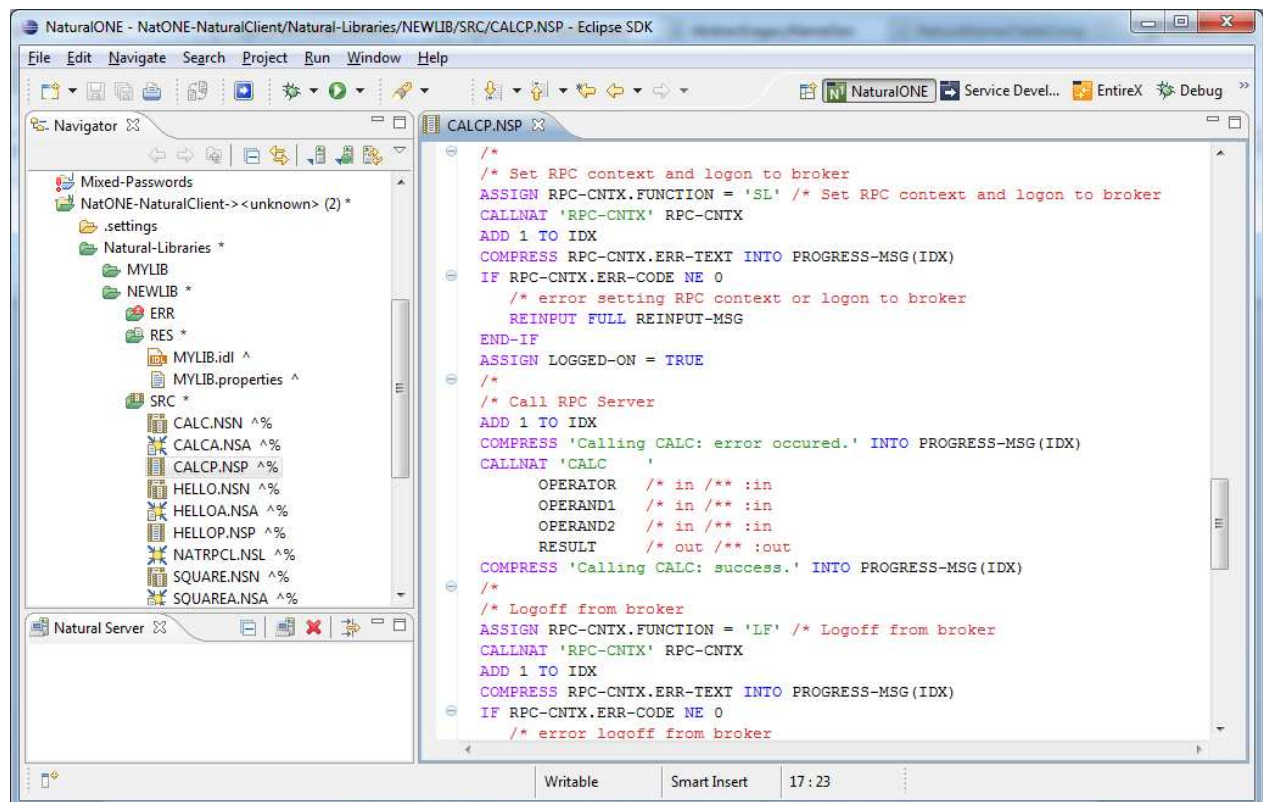 NaturalONE - NatONE-NaturalClient/Natural-Libraries/NEWLIB/SRC/CALCP.NSP - Eclipse SDK
File Edit Navigate Search Project Run Window Help
NaturalONE Service Devel... EntireX Debug »
Navigator
Mixed-Passwords
NatONE-NaturalClient-><unknown> (2) *
.settings
Natural-Libraries *
MYLIB
NEWLIB *
ERR
RES *
MYLIB.idl ^
MYLIB.properties ^
SRC *
CALC.NSN ^%
CALCA.NSA ^%
CALCP.NSP ^%
HELLO.NSN ^%
HELLOA.NSA ^%
HELLOP.NSP ^%
NATRPCL.NSL ^%
SQUARE.NSN ^%
SQUAREA.NSA ^%
Natural Server
CALCP.NSP
/*
/* Set RPC context and logon to broker
ASSIGN RPC-CNTX.FUNCTION = 'SL' /* Set RPC context and logon to broker
CALLNAT 'RPC-CNTX' RPC-CNTX
ADD 1 TO IDX
COMPRESS RPC-CNTX.ERR-TEXT INTO PROGRESS-MSG(IDX)
IF RPC-CNTX.ERR-CODE NE 0
/* error setting RPC context or logon to broker
REINPUT FULL REINPUT-MSG
END-IF
ASSIGN LOGGED-ON = TRUE
/*
/* Call RPC Server
ADD 1 TO IDX
COMPRESS 'Calling CALC: error occured.' INTO PROGRESS-MSG(IDX)
CALLNAT 'CALC    '
OPERATOR /* in /** :in
OPERAND1 /* in /** :in
OPERAND2 /* in /** :in
RESULT /* out /** :out
COMPRESS 'Calling CALC: success.' INTO PROGRESS-MSG(IDX)
/*
/* Logoff from broker
ASSIGN RPC-CNTX.FUNCTION = 'LF' /* Logoff from broker
CALLNAT 'RPC-CNTX' RPC-CNTX
ADD 1 TO IDX
COMPRESS RPC-CNTX.ERR-TEXT INTO PROGRESS-MSG(IDX)
IF RPC-CNTX.ERR-CODE NE 0
/* error logoff from broker
Writable Smart Insert 17 : 23